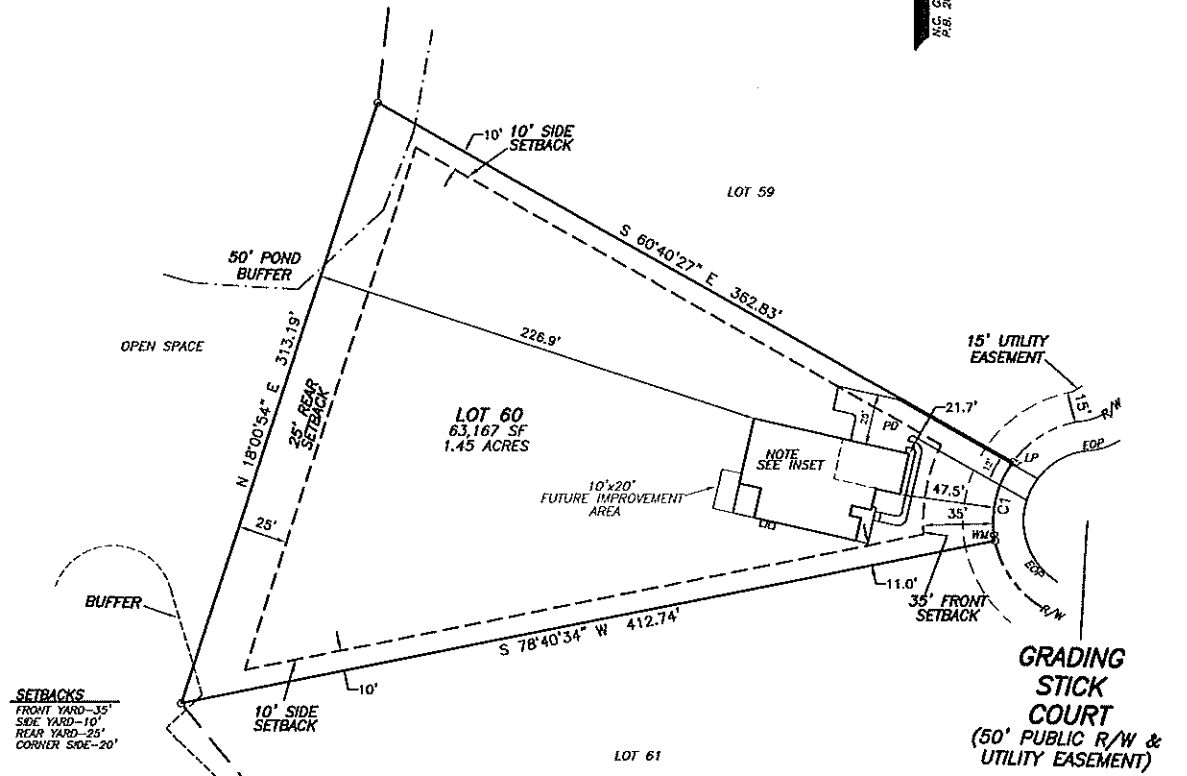 N.C. G
P.B. 20
10'
10' SIDE
SETBACK
LOT 59
S 60°40'27" E 362.83'
50' POND
BUFFER
OPEN SPACE
N 18°00'54" E 313.19'
25' REAR
SETBACK
226.9'
15' UTILITY
EASEMENT
15'
R/W
EOP
LOT 60
63,167 SF
1.45 ACRES
20'
PD
21.7'
LP
12'
NOTE
SEE INSET
10'x20'
FUTURE IMPROVEMENT
AREA
47.5'
35'
C1
WM
25'
EOP
R/W
11.0'
35' FRONT
SETBACK
BUFFER
S 78°40'34" W 412.74'
10'
10' SIDE
SETBACK
SETBACKS
FRONT YARD-35'
SIDE YARD-10'
REAR YARD-25'
CORNER SIDE-20'
LOT 61
GRADING
STICK
COURT
(50' PUBLIC R/W &
UTILITY EASEMENT)